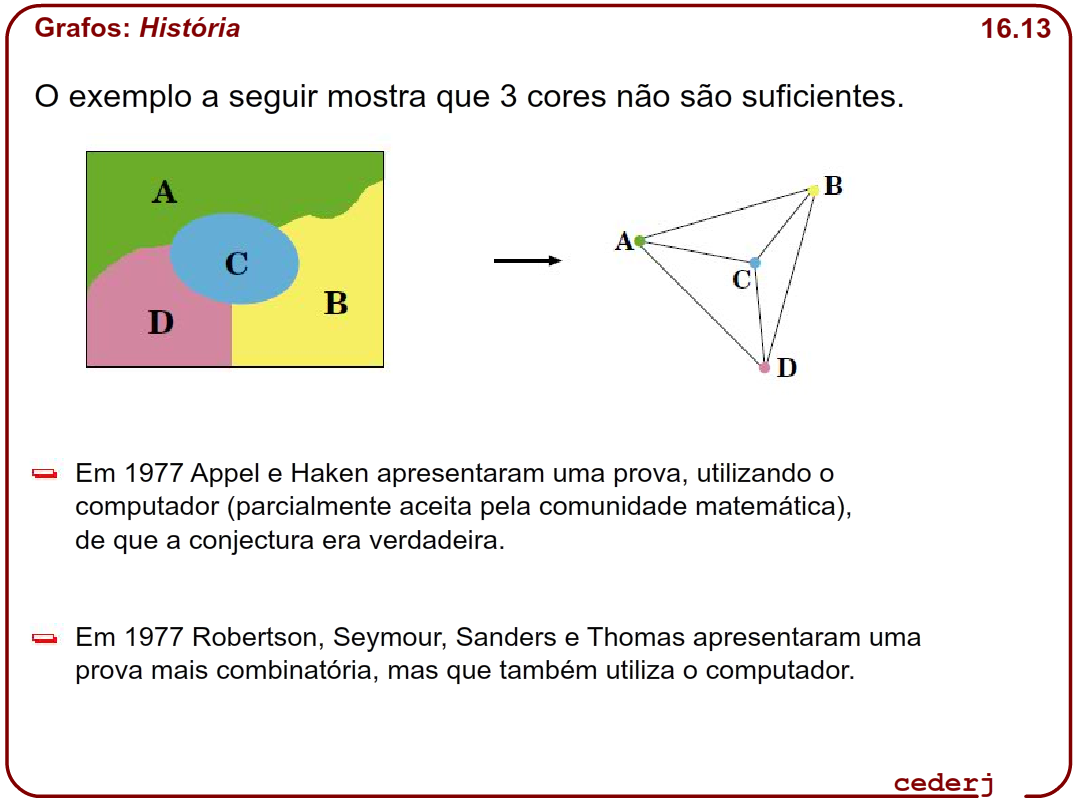 Grafos: História
16.13
O exemplo a seguir mostra que 3 cores não são suficientes.
A
C
D
B
A
B
C
D
Em 1977 Appel e Haken apresentaram uma prova, utilizando o
computador (parcialmente aceita pela comunidade matemática),
de que a conjectura era verdadeira.
Em 1977 Robertson, Seymour, Sanders e Thomas apresentaram uma
prova mais combinatória, mas que também utiliza o computador.
cederj